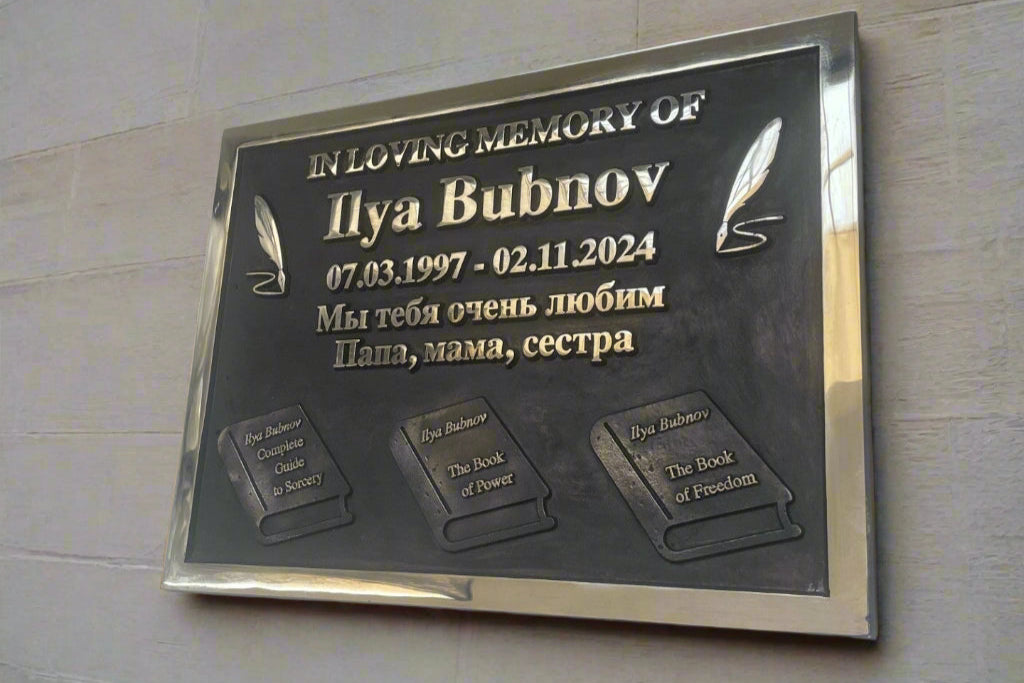 IN LOVING MEMORY OF
Ilya Bubnov
07.03.1997 - 02.11.2024
Мы тебя очень любим
Папа, мама, сестра
Ilya Bubnov
Complete
Guide
to Sorcery
Ilya Bubnov
The Book
of Power
Ilya Bubnov
The Book
of Freedom